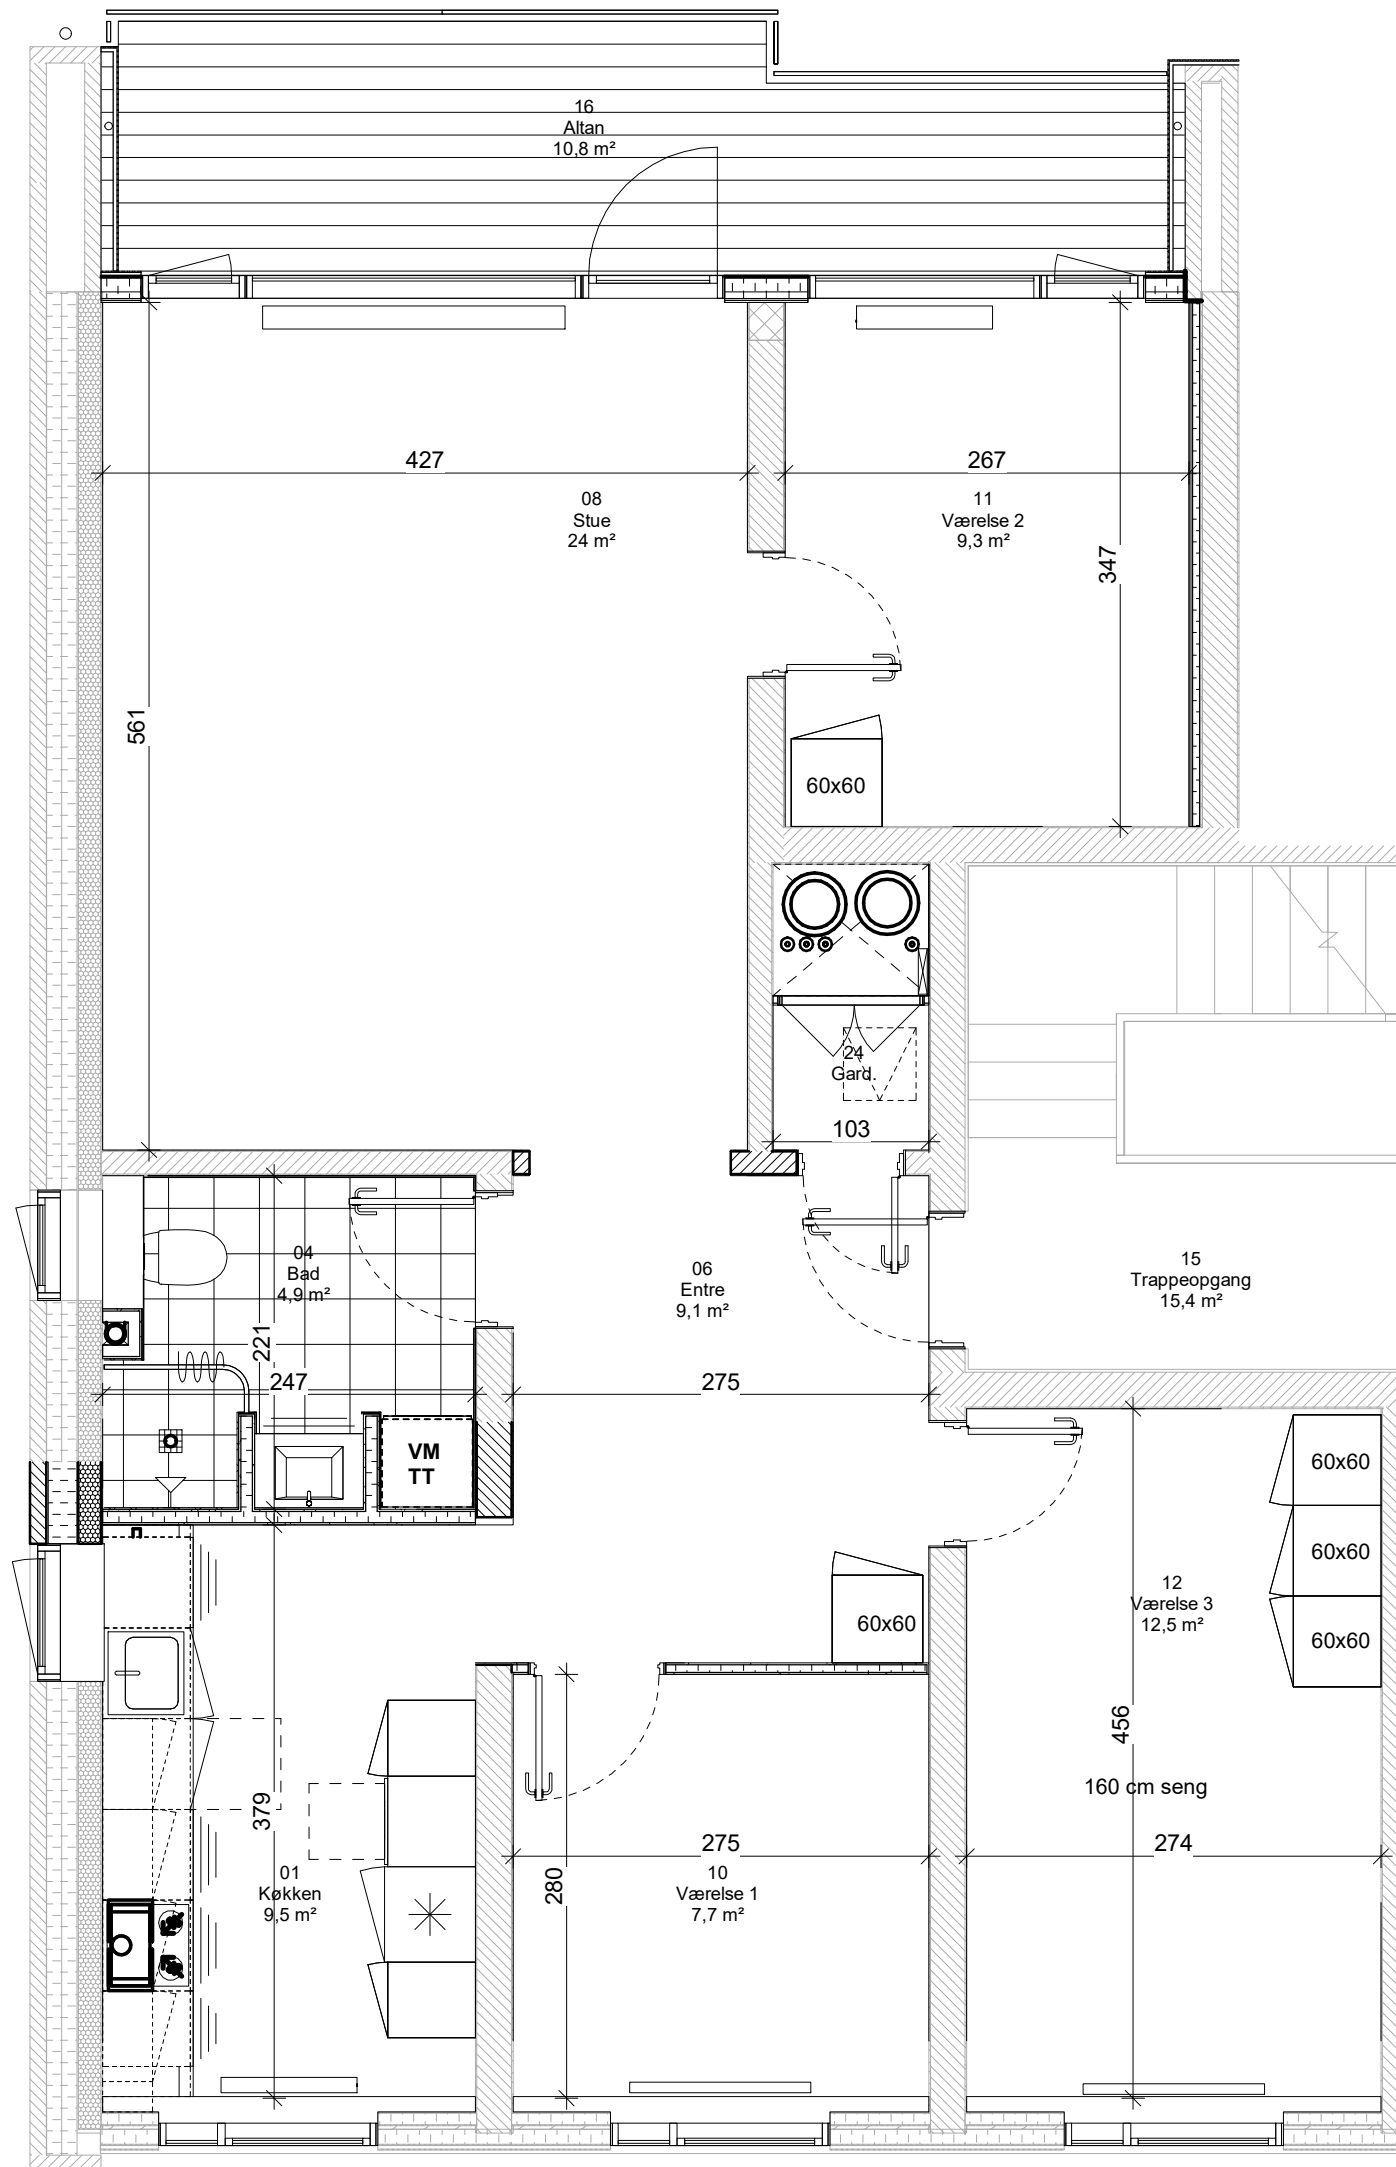 16
Altan
10,8 m²
427
267
08
Stue
24 m²
11
Værelse 2
9,3 m²
347
561
60x60
24
Gard.
103
04
Bad
4,9 m²
06
Entre
9,1 m²
15
Trappeopgang
15,4 m²
221
247
275
VM
TT
60x60
60x60
60x60
12
Værelse 3
12,5 m²
60x60
456
160 cm seng
379
275
274
280
01
Køkken
9,5 m²
10
Værelse 1
7,7 m²